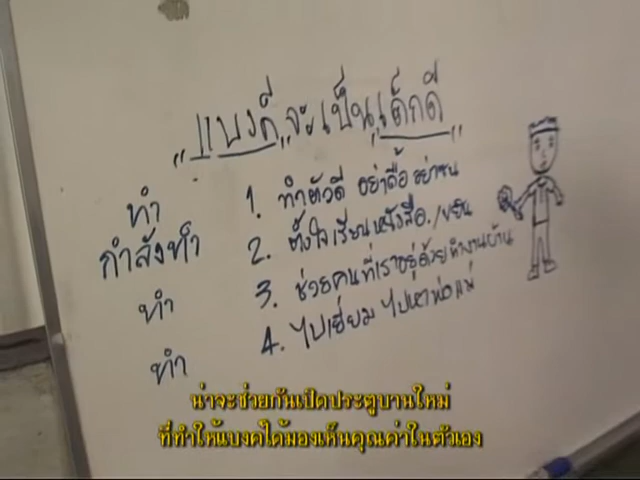 "แบงค์" จะเป็น "เด็กดี"
ทำ 1. ทำตัวดี อย่าดื้อ อย่าซน
กำลังทำ 2. ตั้งใจเรียนหนังสือ./ขยัน
ทำ 3. ช่วยคนที่เราอยู่ด้วยทำงานบ้าน
ทำ 4. ไปเยี่ยม ไปหาพ่อแม่
น่าจะช่วยกันเปิดประตูบานใหม่
ที่ทำให้แบงค์ได้มองเห็นคุณค่าในตัวเอง